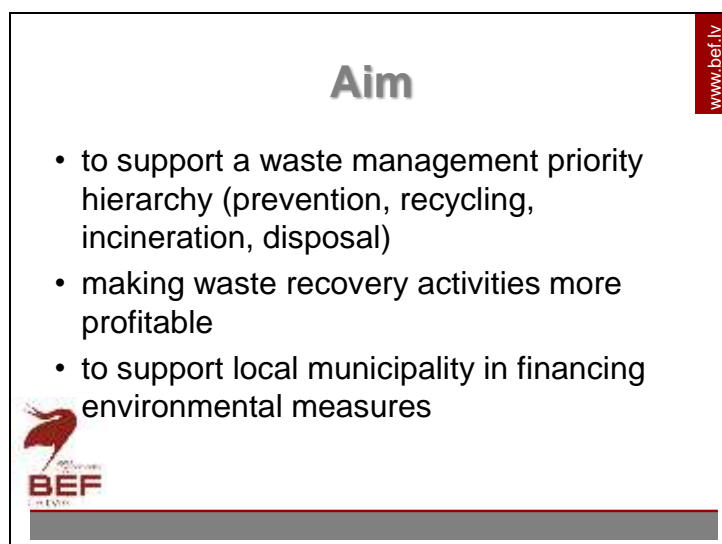 www.bef.lv
Aim
• to support a waste management priority
hierarchy (prevention, recycling,
incineration, disposal)
• making waste recovery activities more
profitable
• to support local municipality in financing
environmental measures
BEF